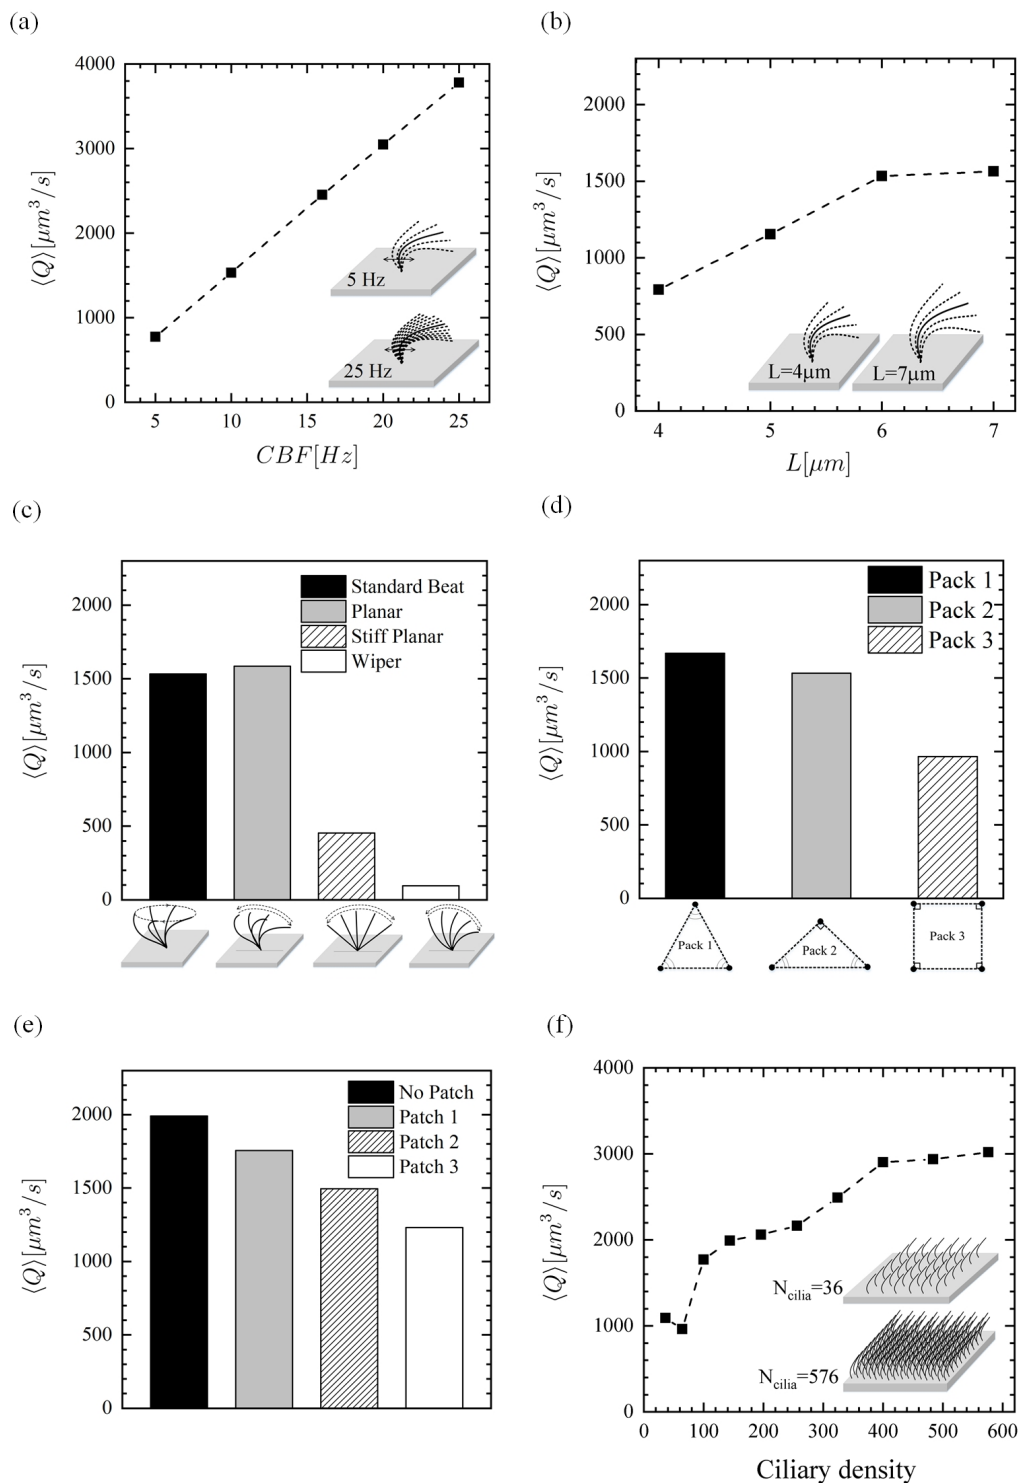 (a)
4000
3000
2000
1000
0
⟨Q⟩[μm³/s]
5 Hz
25 Hz
5 10 15 20 25
CBF[Hz]
(b)
2000
1500
1000
500
0
⟨Q⟩[μm³/s]
L=4μm L=7μm
4 5 6 7
L[μm]
(c)
2000
1500
1000
500
0
⟨Q⟩[μm³/s]
Standard Beat
Planar
Stiff Planar
Wiper
(d)
2000
1500
1000
500
0
⟨Q⟩[μm³/s]
Pack 1
Pack 2
Pack 3
Pack 1 Pack 2 Pack 3
(e)
2000
1500
1000
500
0
⟨Q⟩[μm³/s]
No Patch
Patch 1
Patch 2
Patch 3
(f)
4000
3000
2000
1000
0
⟨Q⟩[μm³/s]
N_cilia=36
N_cilia=576
0 100 200 300 400 500 600
Ciliary density